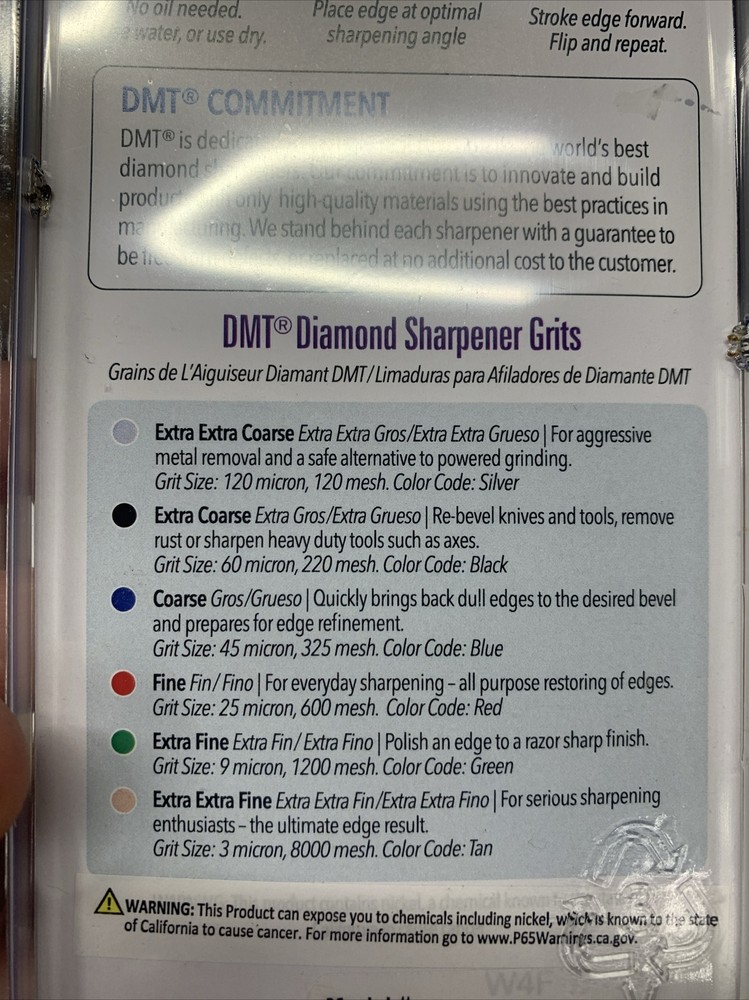 No oil needed.
water, or use dry.
Place edge at optimal
sharpening angle
Stroke edge forward.
Flip and repeat.
DMT® COMMITMENT
DMT® is world's best
diamond commitment is to innovate and build
only high-quality materials using the best practices in
We stand behind each sharpener with a guarantee to
be or replaced at no additional cost to the customer.
DMT® Diamond Sharpener Grits
Grains de L'Aiguiseur Diamant DMT/Limaduras para Afiladores de Diamante DMT
Extra Extra Coarse Extra Extra Gros/Extra Extra Grueso | For aggressive
metal removal and a safe alternative to powered grinding.
Grit Size: 120 micron, 120 mesh. Color Code: Silver
Extra Coarse Extra Gros/Extra Grueso | Re-bevel knives and tools, remove
rust or sharpen heavy duty tools such as axes.
Grit Size: 60 micron, 220 mesh. Color Code: Black
Coarse Gros/Grueso | Quickly brings back dull edges to the desired bevel
and prepares for edge refinement.
Grit Size: 45 micron, 325 mesh. Color Code: Blue
Fine Fin/Fino | For everyday sharpening – all purpose restoring of edges.
Grit Size: 25 micron, 600 mesh. Color Code: Red
Extra Fine Extra Fin/Extra Fino | Polish an edge to a razor sharp finish.
Grit Size: 9 micron, 1200 mesh. Color Code: Green
Extra Extra Fine Extra Extra Fin/Extra Extra Fino | For serious sharpening
enthusiasts – the ultimate edge result.
Grit Size: 3 micron, 8000 mesh. Color Code: Tan
WARNING: This Product can expose you to chemicals including nickel, which is known to the state
of California to cause cancer. For more information go to www.P65Warnings.ca.gov.
W4F